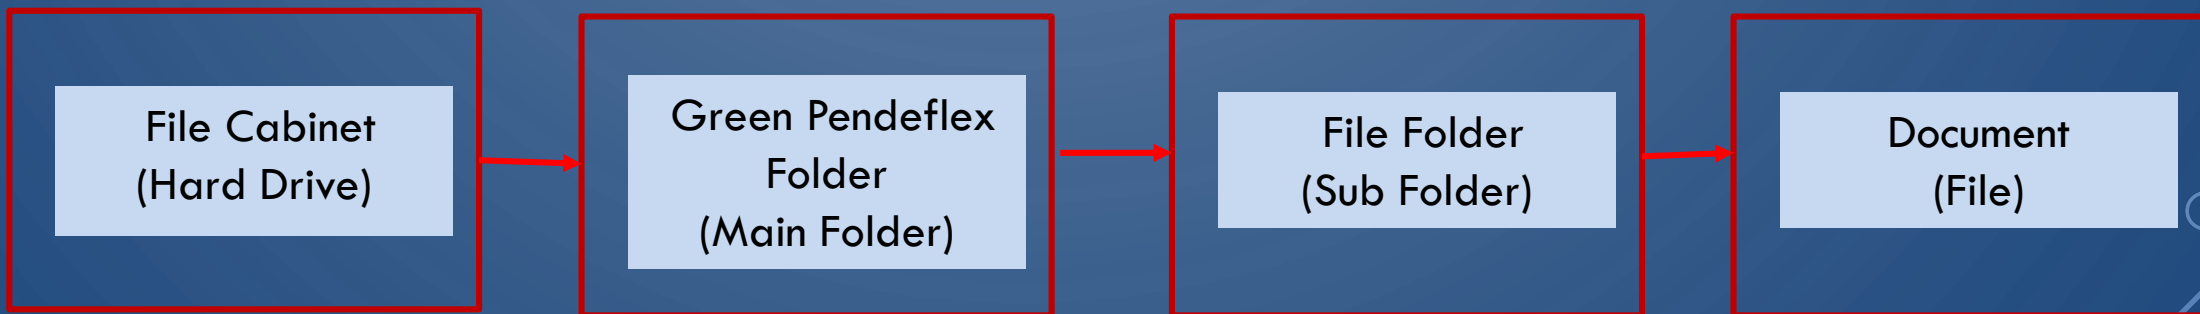 File Cabinet
(Hard Drive)
Green Pendeflex
Folder
(Main Folder)
File Folder
(Sub Folder)
Document
(File)